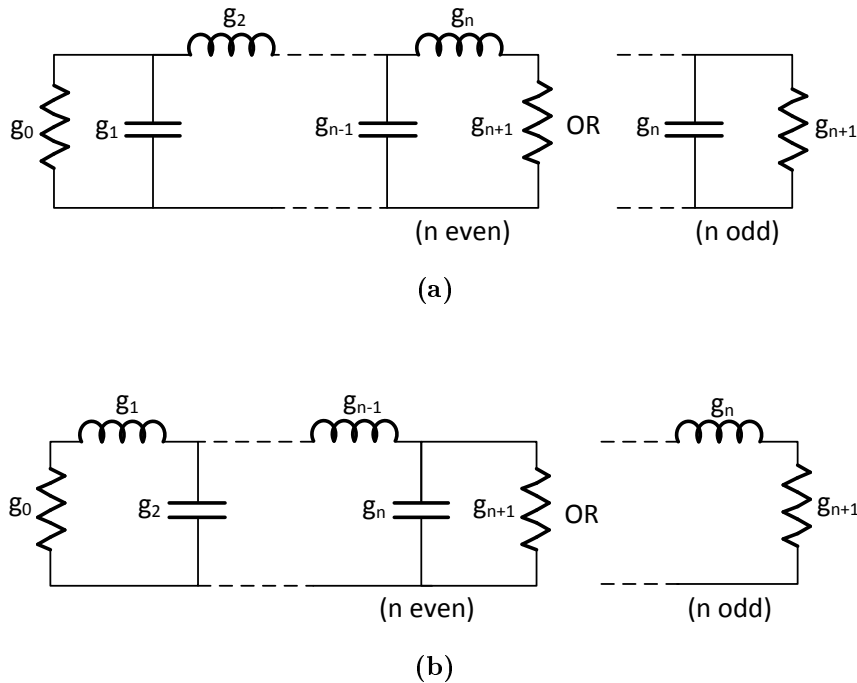 g2 gn
g0 g1 gn-1 gn+1 OR gn gn+1
(n even) (n odd)
(a)
g1 gn-1 gn
g0 g2 gn gn+1 OR gn+1
(n even) (n odd)
(b)